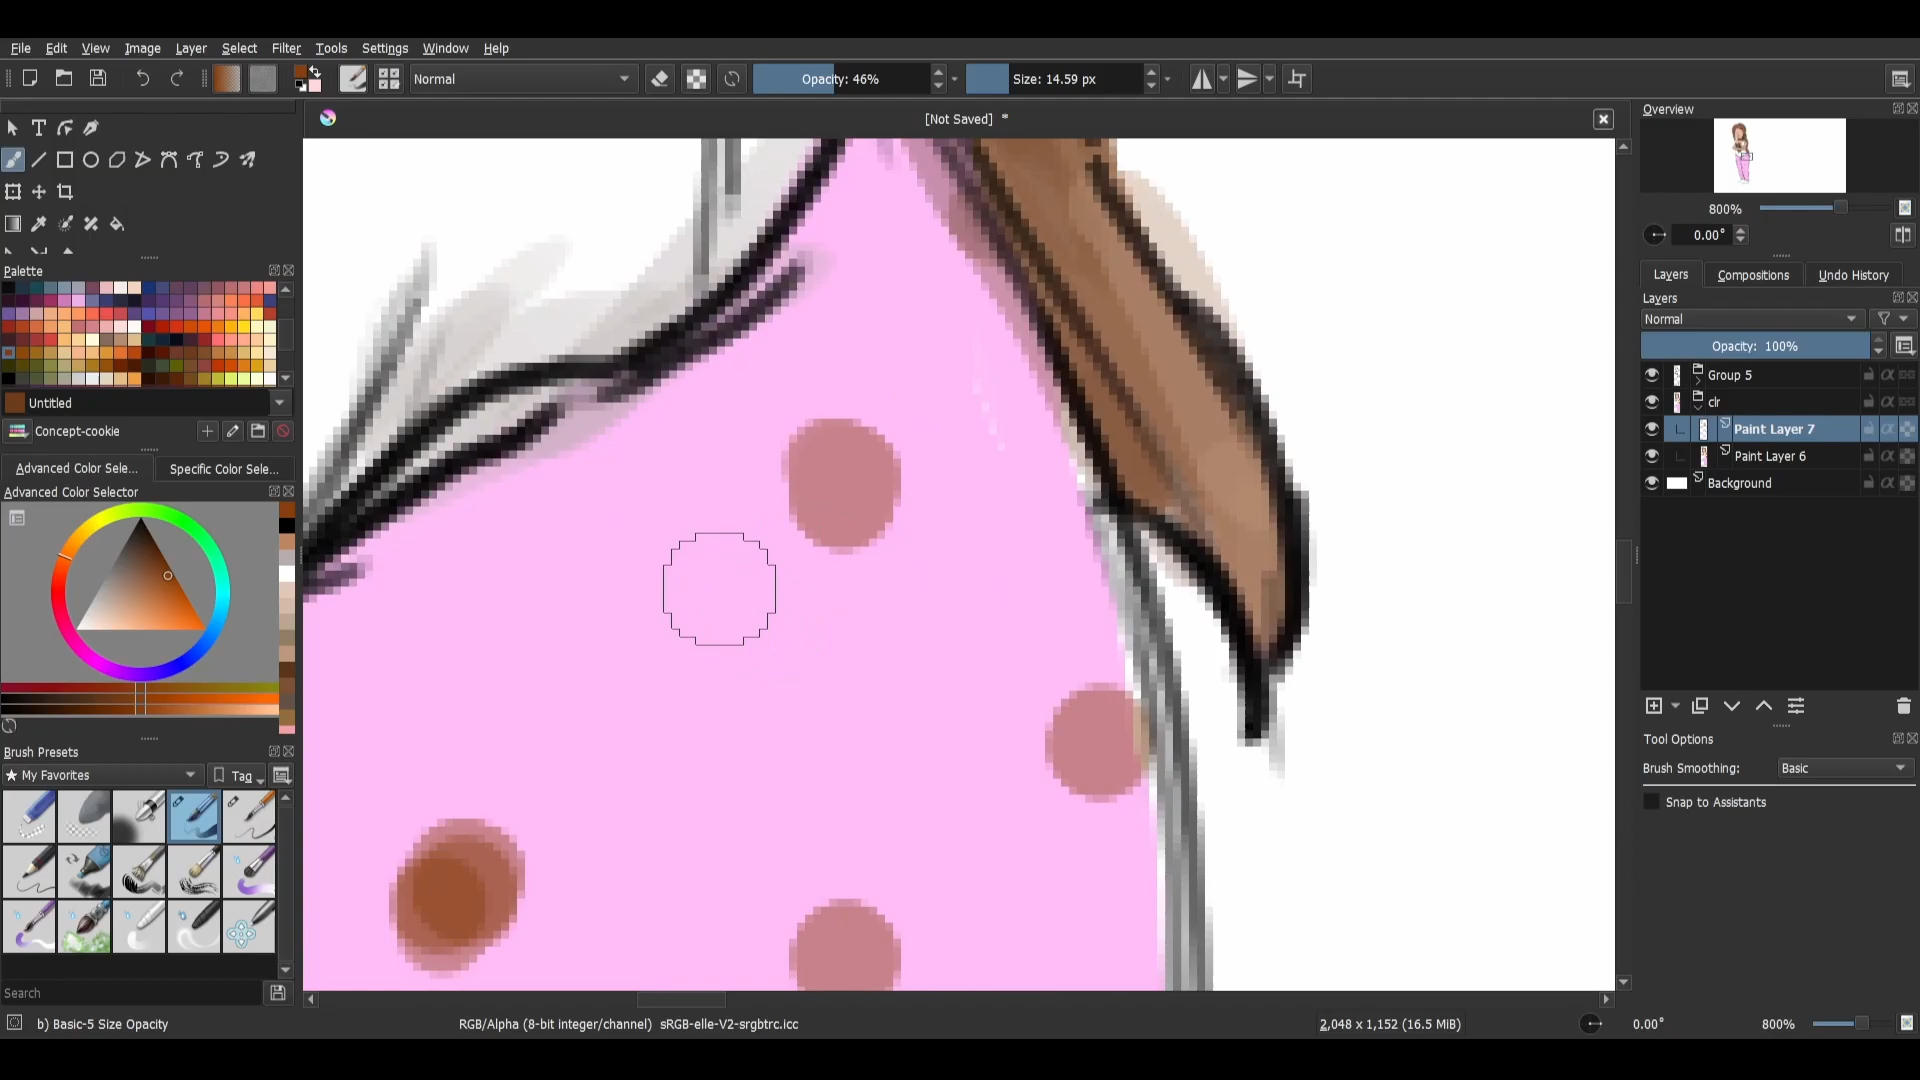 File Edit View Image Layer Select Filter Tools Settings Window Help
Normal
Opacity: 46%
Size: 14.59 px
[Not Saved] *
Overview
800%
0.00°
Layers Compositions Undo History
Layers
Normal
Opacity: 100%
Group 5
clr
Paint Layer 7
Paint Layer 6
Background
Tool Options
Brush Smoothing: Basic
Snap to Assistants
Palette
Untitled
Concept-cookie
Advanced Color Sele... Specific Color Sele...
Advanced Color Selector
Brush Presets
My Favorites
Tag
Search
b) Basic-5 Size Opacity
RGB/Alpha (8-bit integer/channel) sRGB-elle-V2-srgbtrc.icc
2,048 x 1,152 (16.5 MiB)
0.00°
800%